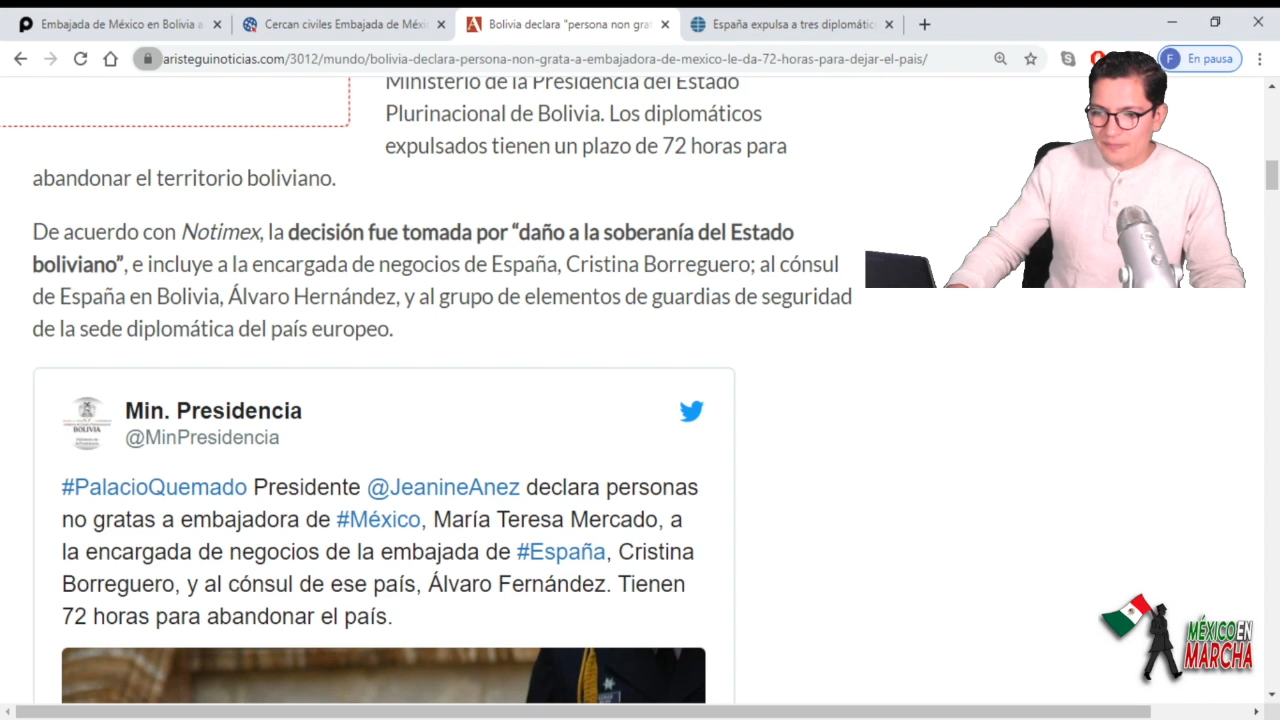 Embajada de México en Bolivia a
Cercan civiles Embajada de Méxi
Bolivia declara "persona non gra
España expulsa a tres diplomátic
aristeguinoticias.com/3012/mundo/bolivia-declara-persona-non-grata-a-embajadora-de-mexico-le-da-72-horas-para-dejar-el-pais/
F En pausa
Ministerio de la Presidencia del Estado
Plurinacional de Bolivia. Los diplomáticos
expulsados tienen un plazo de 72 horas para
abandonar el territorio boliviano.
De acuerdo con Notimex, la decisión fue tomada por “daño a la soberanía del Estado
boliviano”, e incluye a la encargada de negocios de España, Cristina Borreguero; al cónsul
de España en Bolivia, Álvaro Hernández, y al grupo de elementos de guardias de seguridad
de la sede diplomática del país europeo.
Min. Presidencia
@MinPresidencia
BOLIVIA
#PalacioQuemado Presidente @JeanineAnez declara personas
no gratas a embajadora de #México, María Teresa Mercado, a
la encargada de negocios de la embajada de #España, Cristina
Borreguero, y al cónsul de ese país, Álvaro Fernández. Tienen
72 horas para abandonar el país.
MÉXICO EN
MARCHA